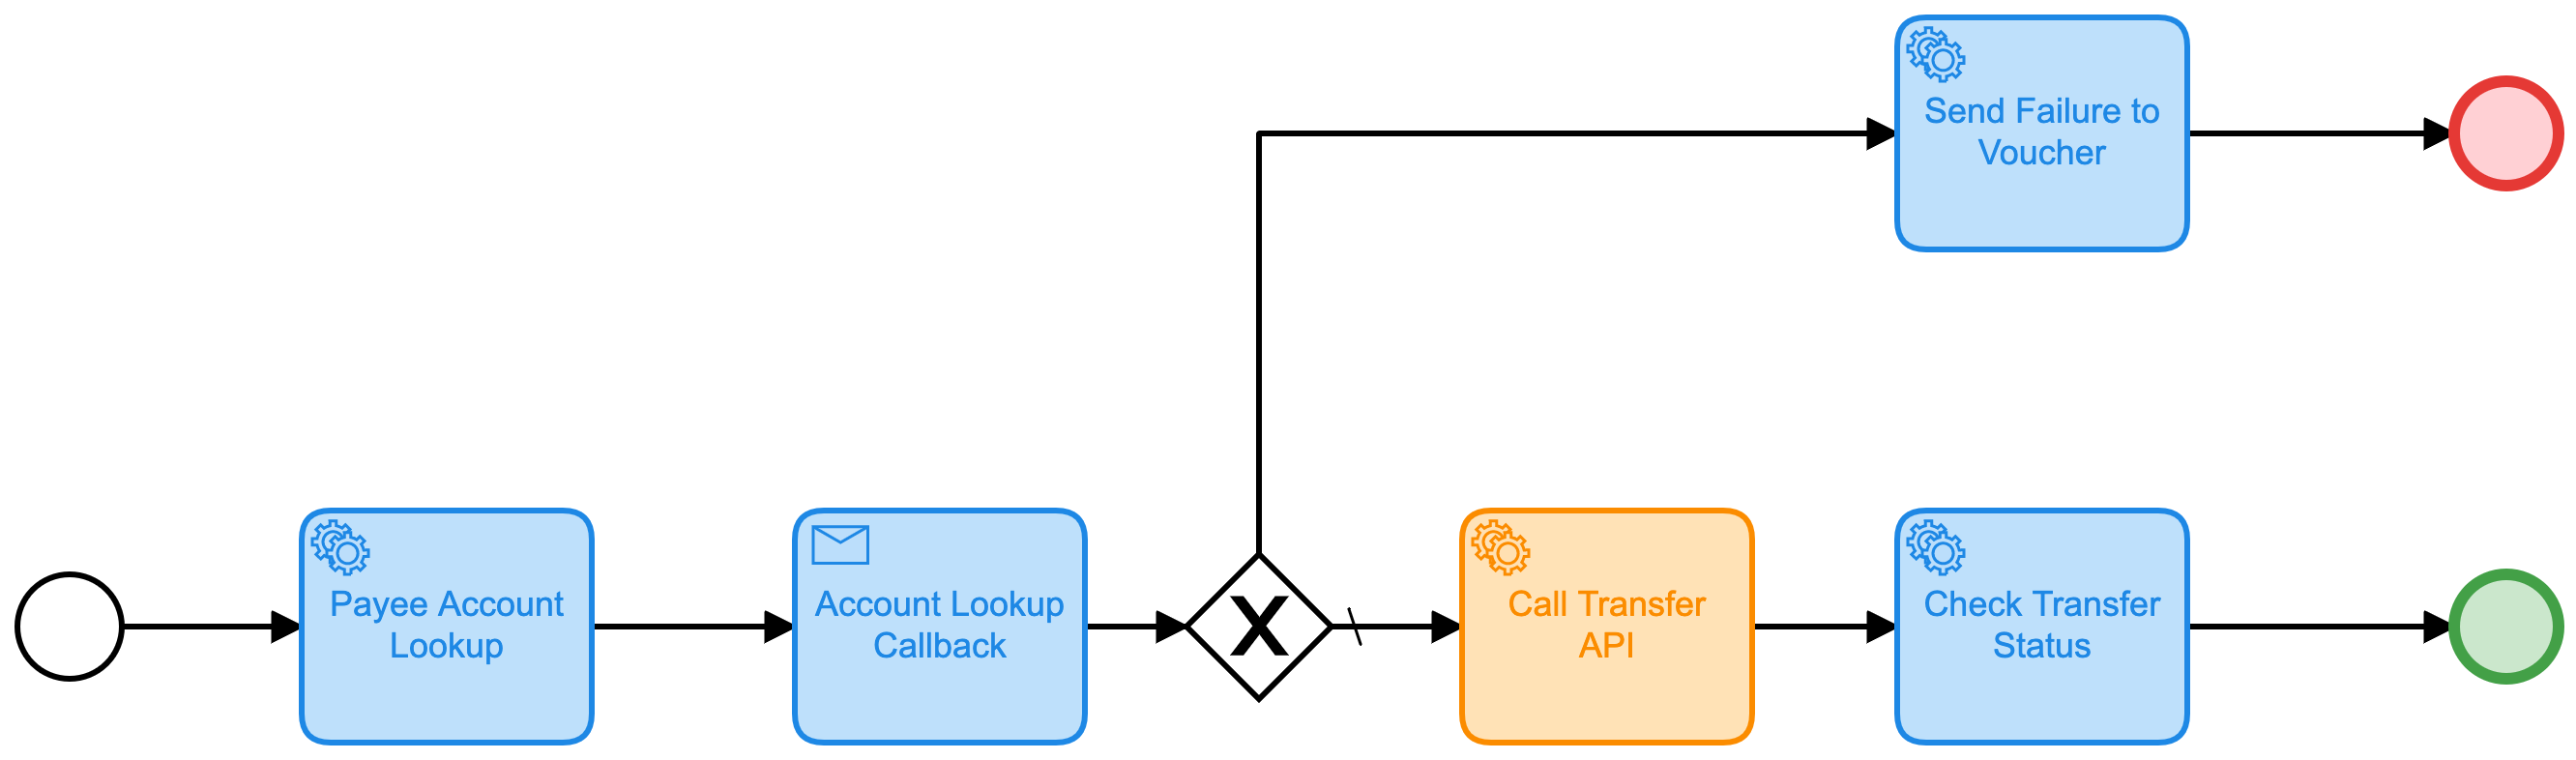 Send Failure to
Voucher
Payee Account
Lookup
Account Lookup
Callback
Call Transfer
API
Check Transfer
Status